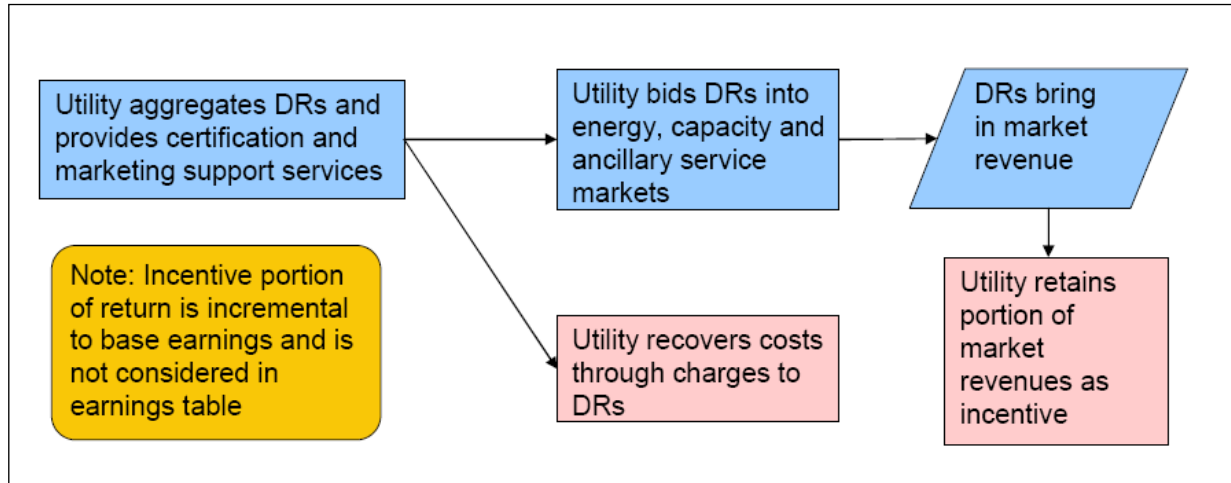 Utility aggregates DRs and
provides certification and
marketing support services
Utility bids DRs into
energy, capacity and
ancillary service
markets
DRs bring
in market
revenue
Note: Incentive portion
of return is incremental
to base earnings and is
not considered in
earnings table
Utility recovers costs
through charges to
DRs
Utility retains
portion of
market
revenues as
incentive